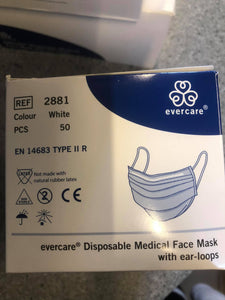 REF 2881
Colour White
PCS 50
evercare®
EN 14683 TYPE II R
Not made with
natural rubber latex
evercare® Disposable Medical Face Mask
with ear-loops